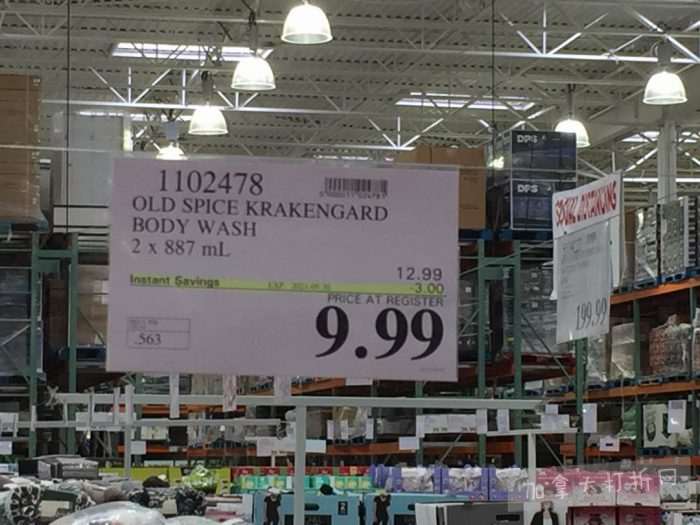 DPS
DPS
1102478
OLD SPICE KRAKENGARD
BODY WASH
2 x 887 mL
12.99
Instant Savings
-3.00
PRICE AT REGISTER
9.99
.563
199.99
加拿大打折网